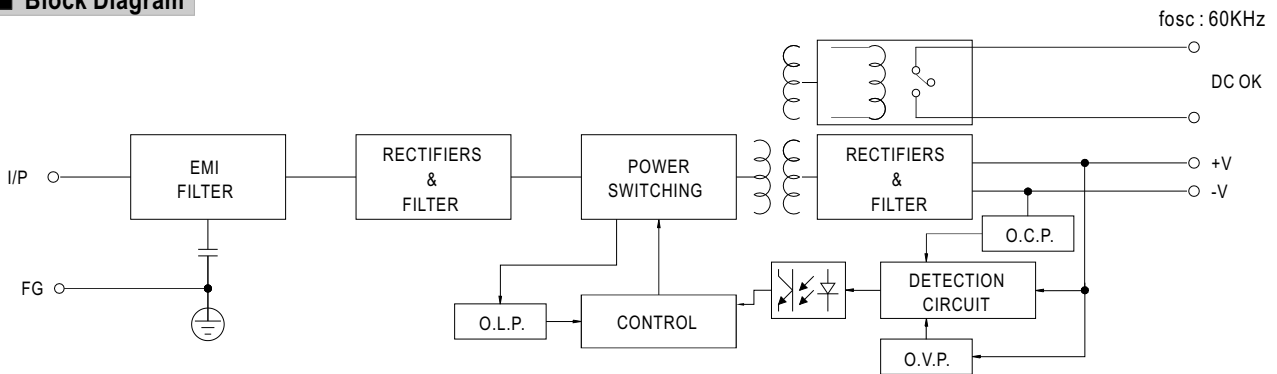 ■ Block Diagram
fosc : 60KHz
DC OK
I/P
EMI
FILTER
RECTIFIERS
&
FILTER
POWER
SWITCHING
RECTIFIERS
&
FILTER
+V
-V
O.C.P.
FG
O.L.P.
CONTROL
DETECTION
CIRCUIT
O.V.P.